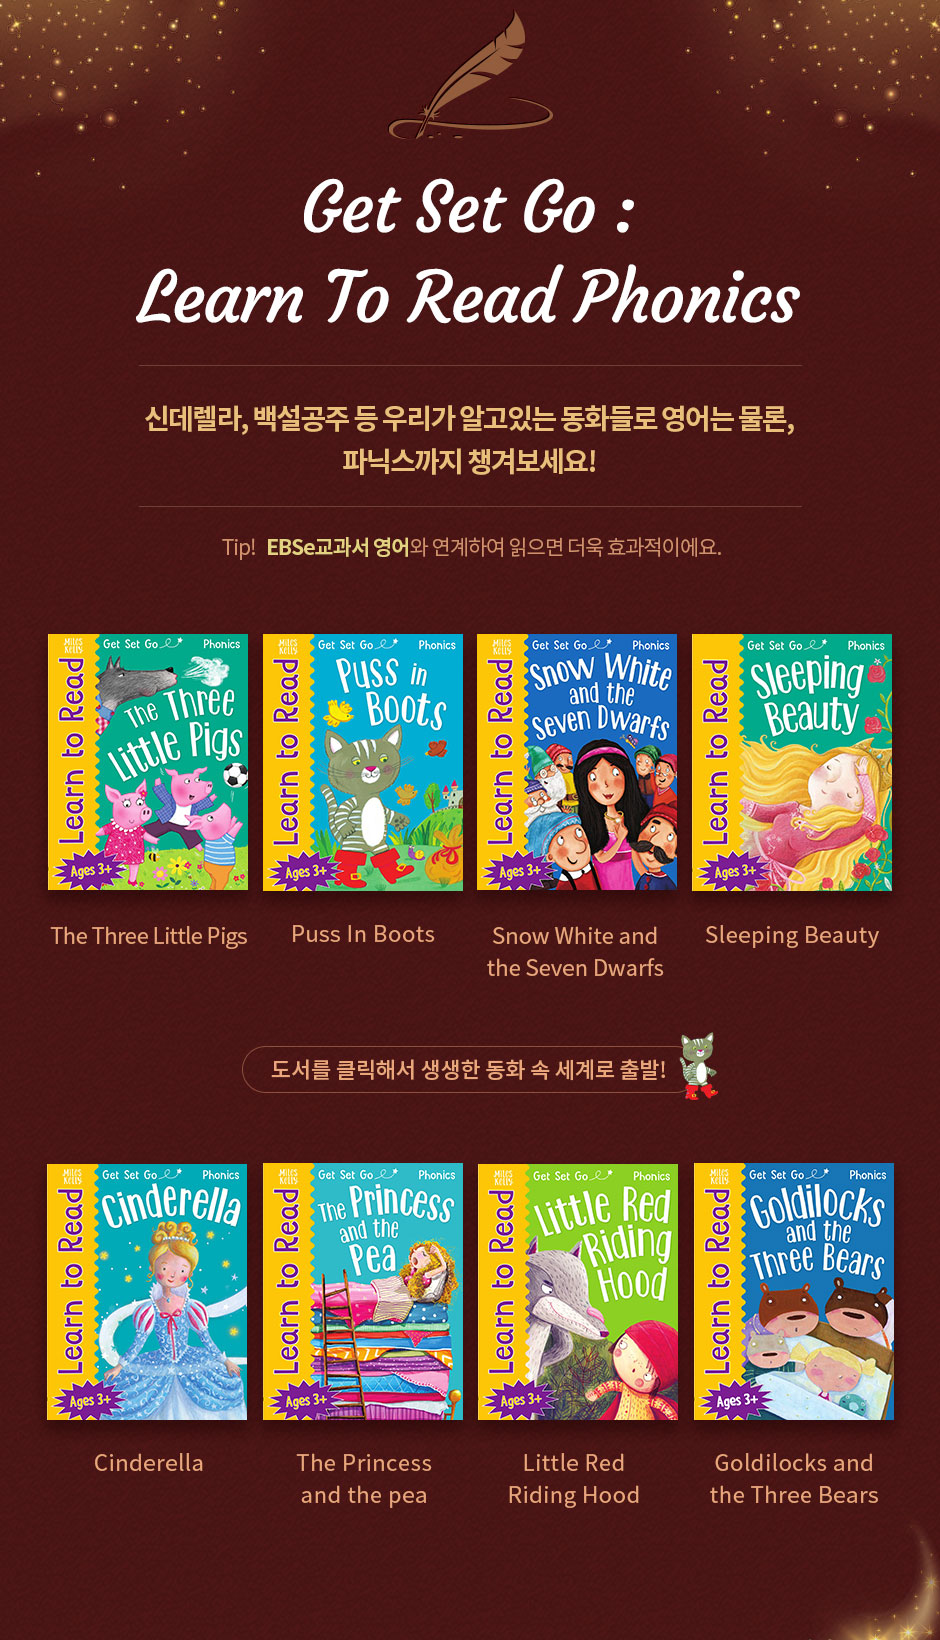 Get Set Go :
Learn To Read Phonics
신데렐라, 백설공주 등 우리가 알고있는 동화들로 영어는 물론,
파닉스까지 챙겨보세요!
Tip! EBSe교과서 영어와 연계하여 읽으면 더욱 효과적이에요.
Miles Kelly
Get Set Go Phonics
Learn to Read
The Three
Little Pigs
Ages 3+
Miles Kelly
Get Set Go Phonics
Learn to Read
Puss in
Boots
Ages 3+
Miles Kelly
Get Set Go Phonics
Learn to Read
Snow White
and the
Seven Dwarfs
Ages 3+
Get Set Go Phonics
Learn to Read
Sleeping
Beauty
Ages 3+
The Three Little Pigs
Puss In Boots
Snow White and
the Seven Dwarfs
Sleeping Beauty
도서를 클릭해서 생생한 동화 속 세계로 출발!
Miles Kelly
Get Set Go Phonics
Learn to Read
Cinderella
Ages 3+
Miles Kelly
Get Set Go Phonics
Learn to Read
The Princess
and the
Pea
Ages 3+
Miles Kelly
Get Set Go Phonics
Learn to Read
Little Red
Riding
Hood
Ages 3+
Miles Kelly
Get Set Go Phonics
Learn to Read
Goldilocks
and the
Three Bears
Ages 3+
Cinderella
The Princess
and the pea
Little Red
Riding Hood
Goldilocks and
the Three Bears